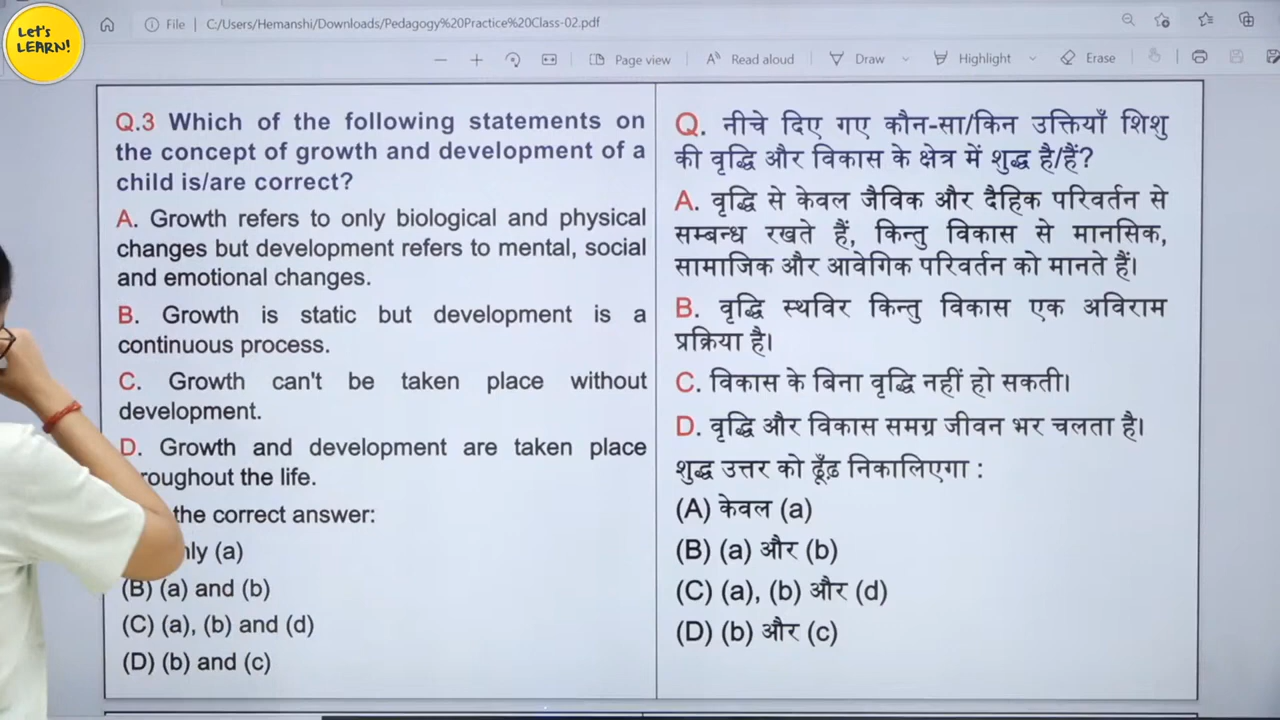 Let's
LEARN!
File | C:/Users/Hemanshi/Downloads/Pedagogy%20Practice%20Class-02.pdf
Page view
Read aloud
Draw
Highlight
Erase
Q.3 Which of the following statements on
the concept of growth and development of a
child is/are correct?
A. Growth refers to only biological and physical
changes but development refers to mental, social
and emotional changes.
B. Growth is static but development is a
continuous process.
C. Growth can't be taken place without
development.
D. Growth and development are taken place
roughout the life.
the correct answer:
nly (a)
(B) (a) and (b)
(C) (a), (b) and (d)
(D) (b) and (c)
Q. नीचे दिए गए कौन-सा/किन उक्तियाँ शिशु
की वृद्धि और विकास के क्षेत्र में शुद्ध है/हैं?
A. वृद्धि से केवल जैविक और दैहिक परिवर्तन से
सम्बन्ध रखते हैं, किन्तु विकास से मानसिक,
सामाजिक और आवेगिक परिवर्तन को मानते हैं।
B. वृद्धि स्थविर किन्तु विकास एक अविराम
प्रक्रिया है।
C. विकास के बिना वृद्धि नहीं हो सकती।
D. वृद्धि और विकास समग्र जीवन भर चलता है।
शुद्ध उत्तर को ढूँढ़ निकालिएगा :
(A) केवल (a)
(B) (a) और (b)
(C) (a), (b) और (d)
(D) (b) और (c)